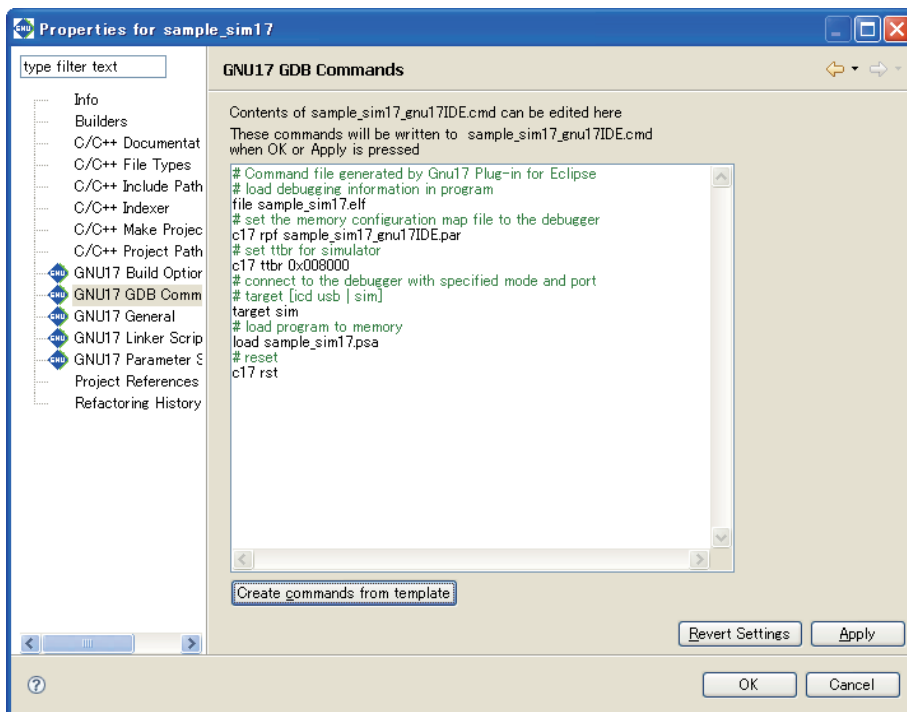 Properties for sample_sim17
type filter text
Info
Builders
C/C++ Documentat
C/C++ File Types
C/C++ Include Path
C/C++ Indexer
C/C++ Make Projec
C/C++ Project Path
GNU17 Build Option
GNU17 GDB Comm
GNU17 General
GNU17 Linker Scrip
GNU17 Parameter S
Project References
Refactoring History
GNU17 GDB Commands
Contents of sample_sim17_gnu17IDE.cmd can be edited here
These commands will be written to sample_sim17_gnu17IDE.cmd
when OK or Apply is pressed
# Command file generated by Gnu17 Plug-in for Eclipse
# load debugging information in program
file sample_sim17.elf
# set the memory configuration map file to the debugger
c17 rpf sample_sim17_gnu17IDE.par
# set ttbr for simulator
c17 ttbr 0x008000
# connect to the debugger with specified mode and port
# target [icd usb | sim]
target sim
# load program to memory
load sample_sim17.psa
# reset
c17 rst
Create commands from template
Revert Settings
Apply
OK
Cancel